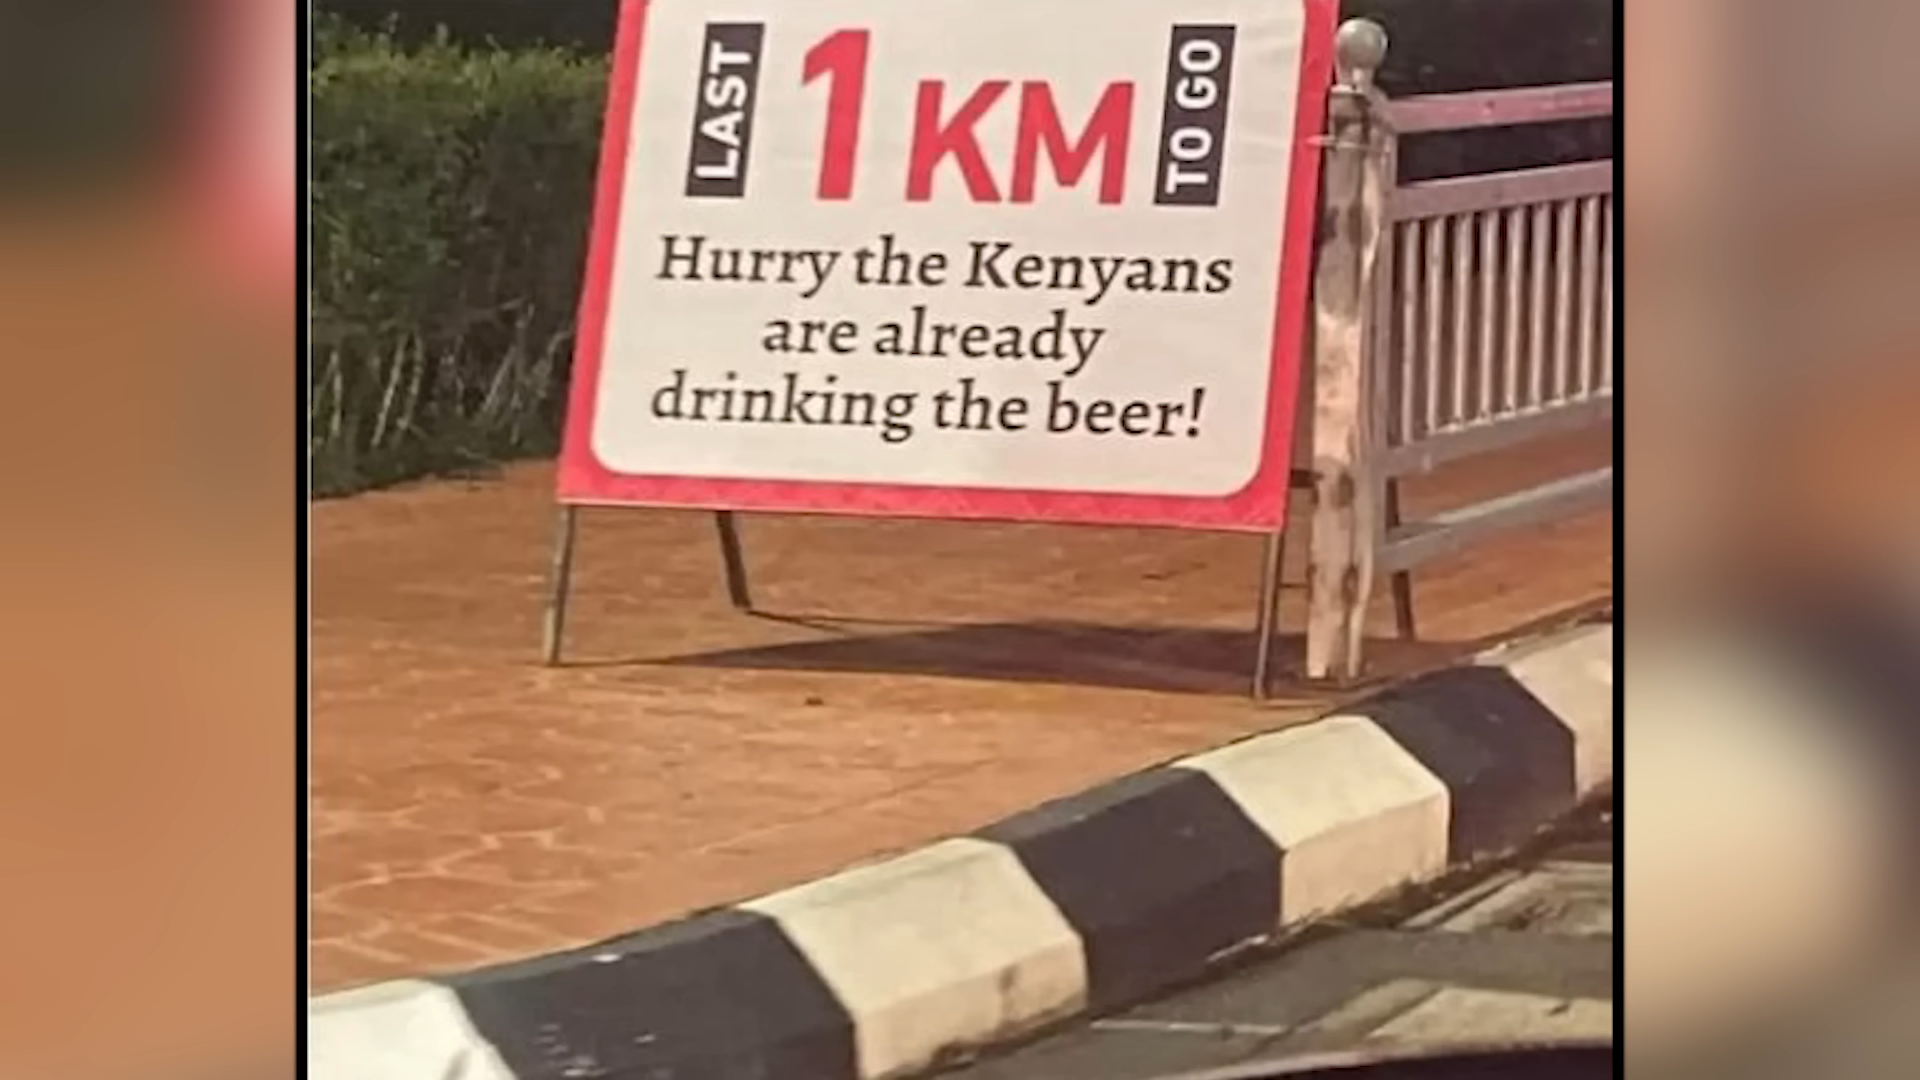 LAST 1 KM TO GO
Hurry the Kenyans
are already
drinking the beer!